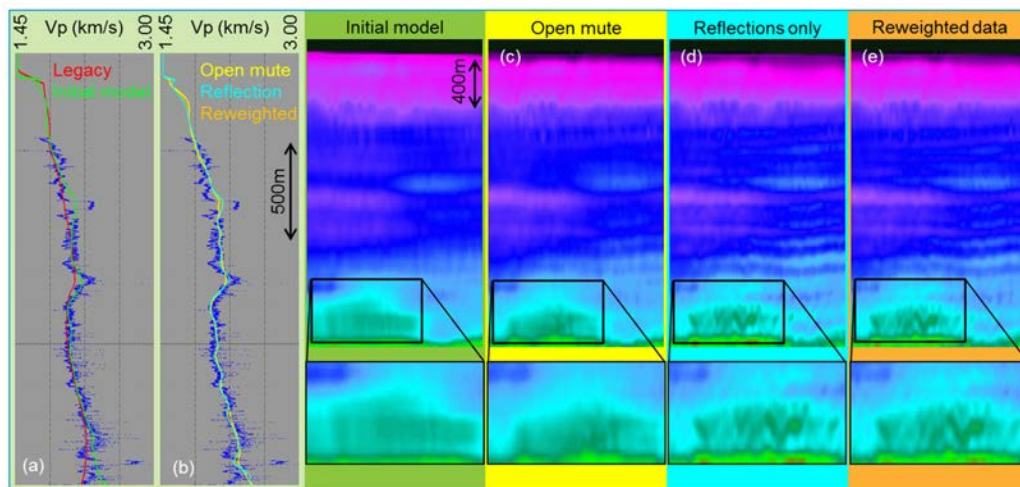 1.45 Vp (km/s) 3.00
1.45 Vp (km/s) 3.00
Legacy
Initial model
(a)
Open mute
Reflection
Reweighted
500m
(b)
Initial model
400m
Open mute
(c)
Reflections only
(d)
Reweighted data
(e)